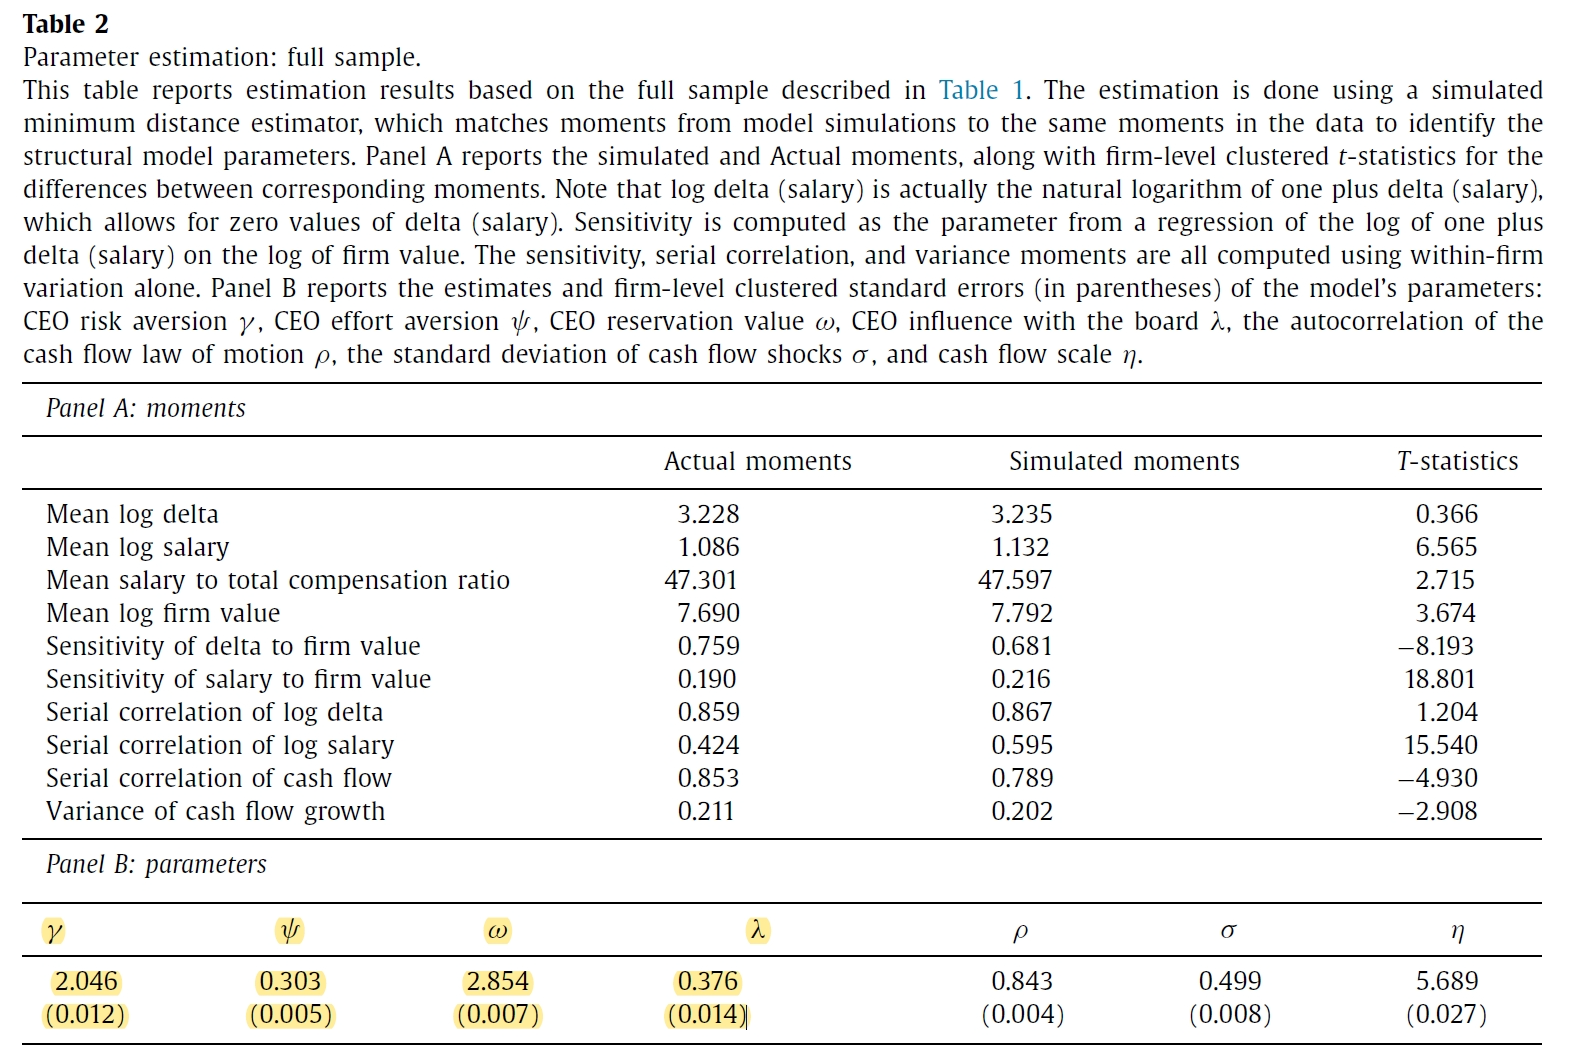 Table 2
Parameter estimation: full sample.
This table reports estimation results based on the full sample described in Table 1. The estimation is done using a simulated
minimum distance estimator, which matches moments from model simulations to the same moments in the data to identify the
structural model parameters. Panel A reports the simulated and Actual moments, along with firm-level clustered t-statistics for the
differences between corresponding moments. Note that log delta (salary) is actually the natural logarithm of one plus delta (salary),
which allows for zero values of delta (salary). Sensitivity is computed as the parameter from a regression of the log of one plus
delta (salary) on the log of firm value. The sensitivity, serial correlation, and variance moments are all computed using within-firm
variation alone. Panel B reports the estimates and firm-level clustered standard errors (in parentheses) of the model's parameters:
CEO risk aversion γ, CEO effort aversion ψ, CEO reservation value ω, CEO influence with the board λ, the autocorrelation of the
cash flow law of motion ρ, the standard deviation of cash flow shocks σ, and cash flow scale η.
Panel A: moments
Actual moments Simulated moments T-statistics
Mean log delta 3.228 3.235 0.366
Mean log salary 1.086 1.132 6.565
Mean salary to total compensation ratio 47.301 47.597 2.715
Mean log firm value 7.690 7.792 3.674
Sensitivity of delta to firm value 0.759 0.681 −8.193
Sensitivity of salary to firm value 0.190 0.216 18.801
Serial correlation of log delta 0.859 0.867 1.204
Serial correlation of log salary 0.424 0.595 15.540
Serial correlation of cash flow 0.853 0.789 −4.930
Variance of cash flow growth 0.211 0.202 −2.908
Panel B: parameters
γ ψ ω λ ρ σ η
2.046 0.303 2.854 0.376 0.843 0.499 5.689
(0.012) (0.005) (0.007) (0.014) (0.004) (0.008) (0.027)